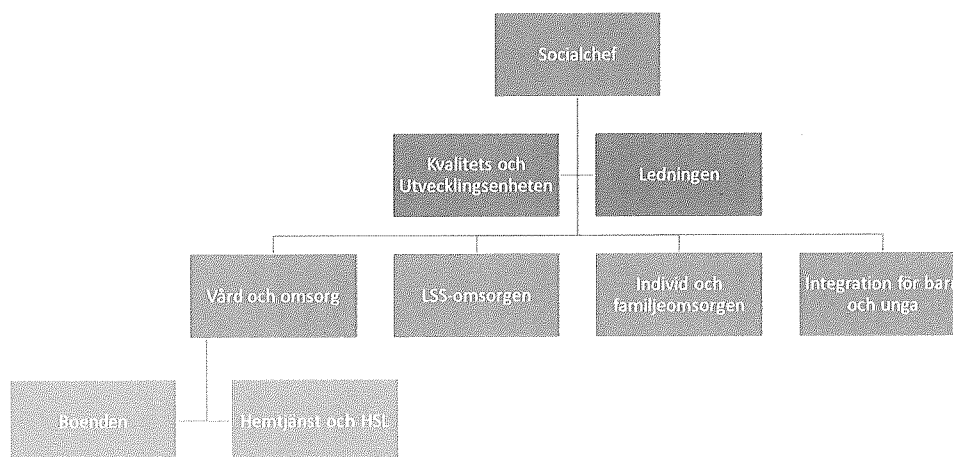 Socialchef
Kvalitets och
Utvecklingsenheten
Ledningen
Vård och omsorg
LSS-omsorgen
Individ och
familjeomsorgen
Integration för barn
och unga
Boenden
Hemtjänst och HSL